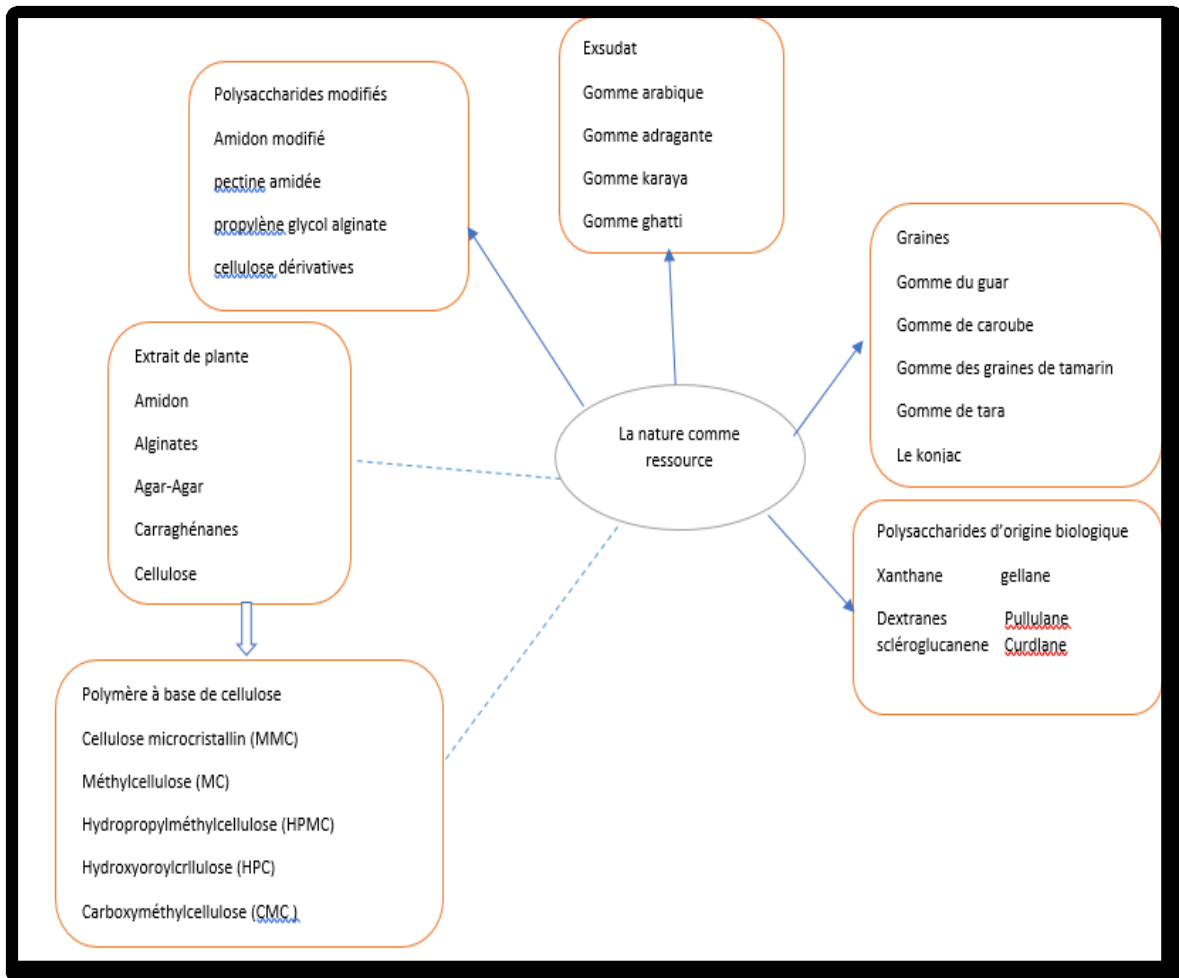 Exsudat
Gomme arabique
Gomme adragante
Gomme karaya
Gomme ghatti
Polysaccharides modifiés
Amidon modifié
pectine amidée
propylène glycol alginate
cellulose dérivatives
Graines
Gomme du guar
Gomme de caroube
Gomme des graines de tamarin
Gomme de tara
Le konjac
Extrait de plante
Amidon
Alginates
Agar-Agar
Carraghénanes
Cellulose
La nature comme
ressource
Polysaccharides d’origine biologique
Xanthane gellane
Dextranes Pullulane
scléroglucanene Curdlane
Polymère à base de cellulose
Cellulose microcristallin (MMC)
Méthylcellulose (MC)
Hydropropylméthylcellulose (HPMC)
Hydroxyoroylcrllulose (HPC)
Carboxyméthylcellulose (CMC )